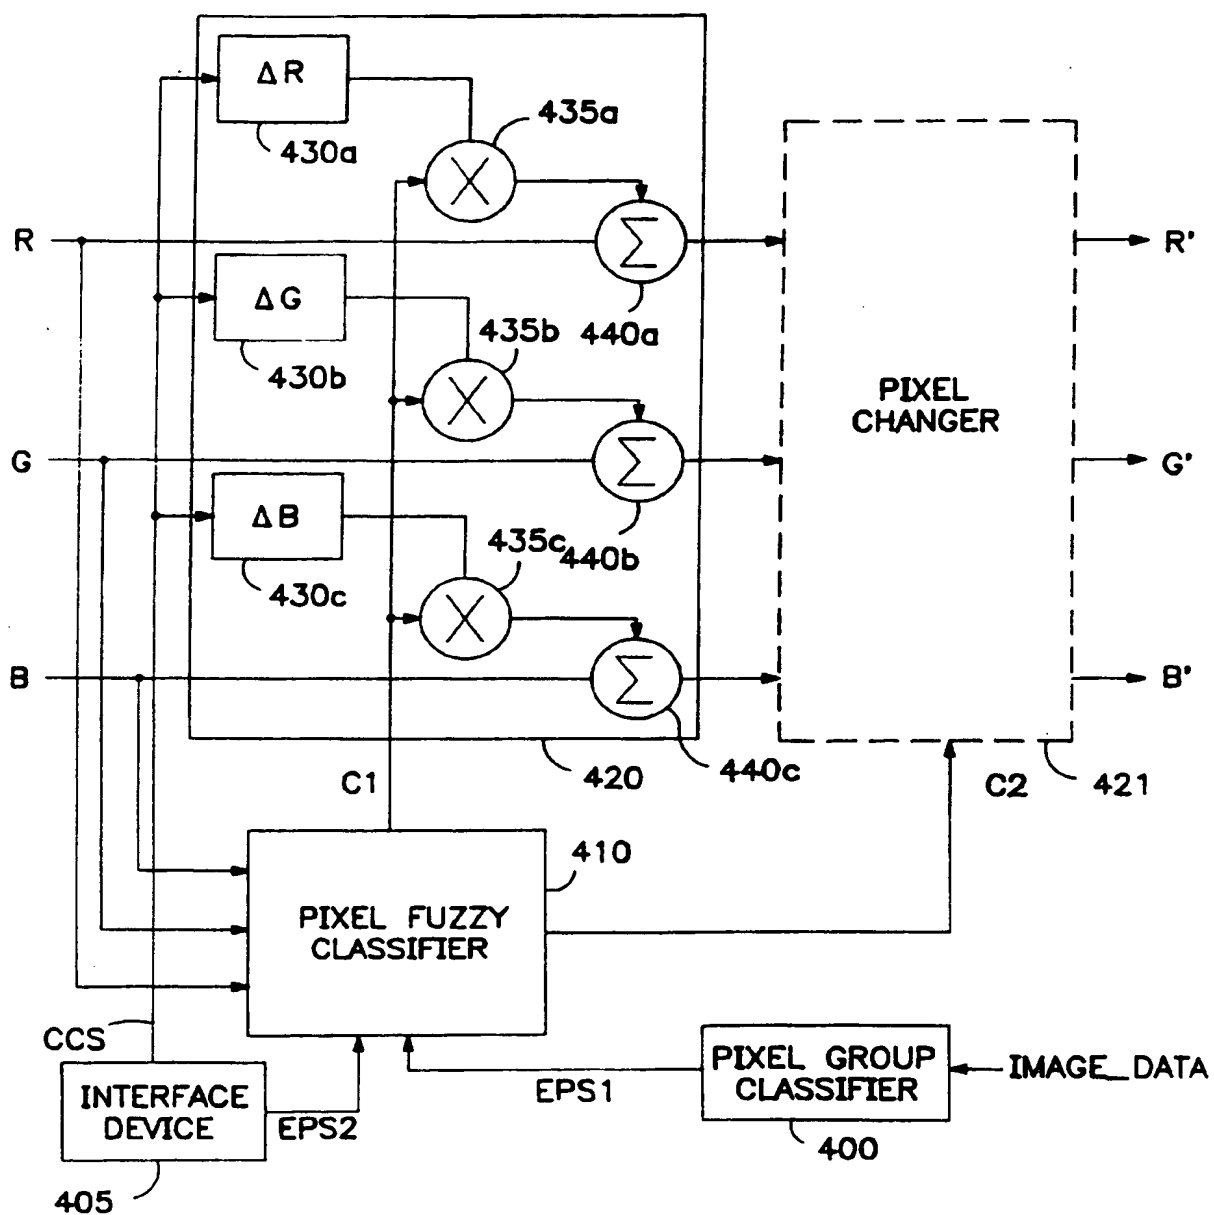 ΔR
435a
430a
R
R'
ΔG
435b
440a
430b
PIXEL
CHANGER
G
G'
ΔB
435c
440b
430c
B
B'
C1
420
440c
C2
421
410
PIXEL FUZZY
CLASSIFIER
CCS
PIXEL GROUP
CLASSIFIER
IMAGE_DATA
INTERFACE
DEVICE
EPS2
EPS1
400
405